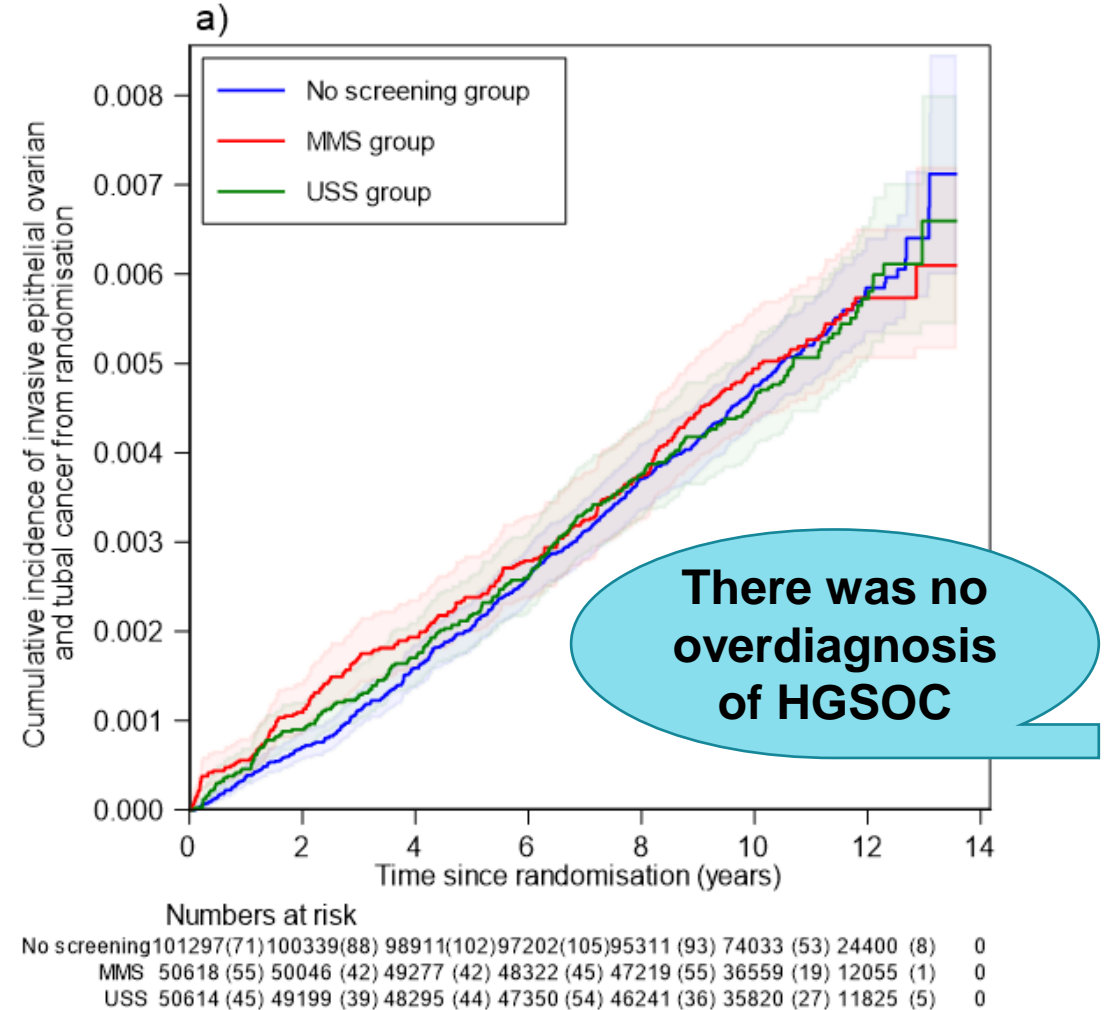 a)
No screening group
MMS group
USS group
Cumulative incidence of invasive epithelial ovarian
and tubal cancer from randomisation
0.008
0.007
0.006
0.005
0.004
0.003
0.002
0.001
0.000
There was no
overdiagnosis
of HGSOC
0 2 4 6 8 10 12 14
Time since randomisation (years)
Numbers at risk
No screening 101297(71) 100339(88) 98911(102) 97202(105) 95311 (93) 74033 (53) 24400 (8) 0
MMS 50618 (55) 50046 (42) 49277 (42) 48322 (45) 47219 (55) 36559 (19) 12055 (1) 0
USS 50614 (45) 49199 (39) 48295 (44) 47350 (54) 46241 (36) 35820 (27) 11825 (5) 0